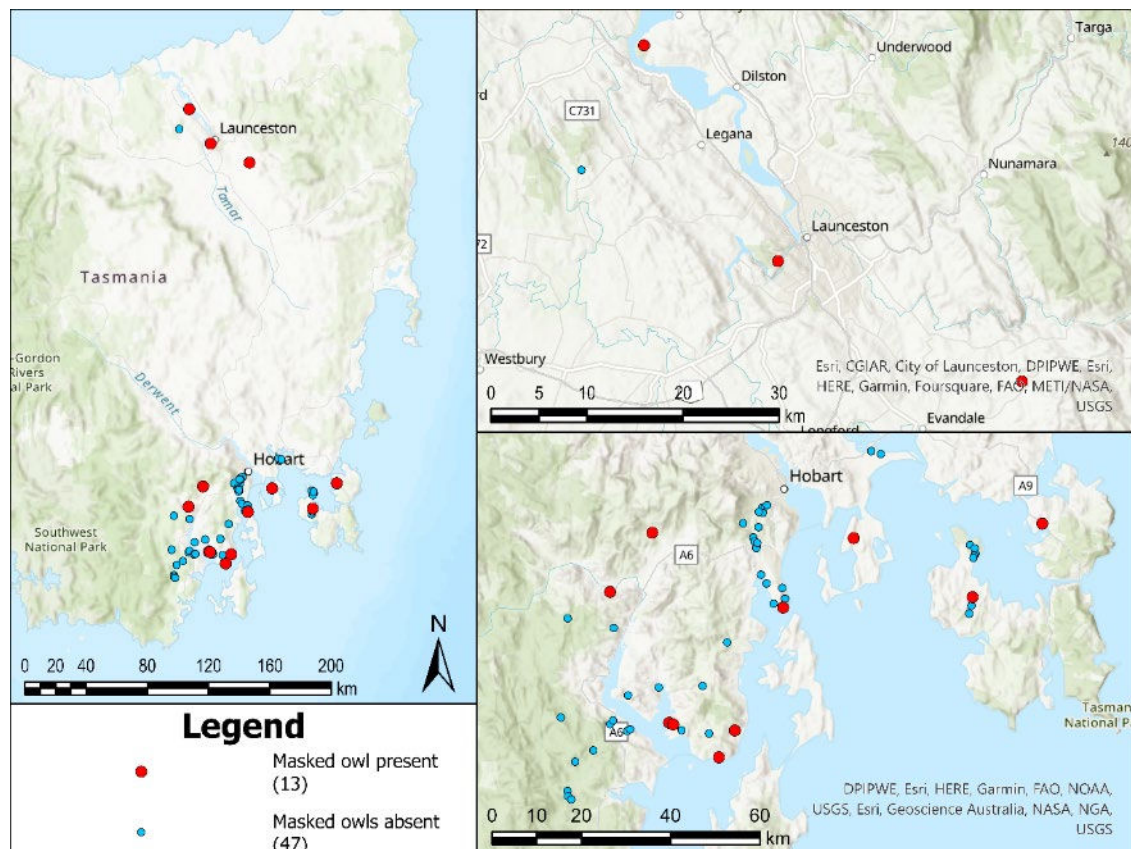 Launceston
Tamar
Tasmania
-Gordon
Rivers
al Park
Derwent
Hobart
Southwest
National Park
N
0 20 40 80 120 160 200
km
Targa
Underwood
Dilston
C731
Legana
140
Nunamara
Launceston
72
Westbury
Esri, CGIAR, City of Launceston, DPIPWE, Esri,
HERE, Garmin, Foursquare, FAO, METI/NASA,
USGS
0 5 10 20 30
km
Evandale
Longford
Hobart
A9
A6
A6
Tasman
National Pa
DPIPWE, Esri, HERE, Garmin, FAO, NOAA,
USGS, Esri, Geoscience Australia, NASA, NGA,
USGS
0 10 20 40 60
km
Legend
Masked owl present
(13)
Masked owls absent
(47)